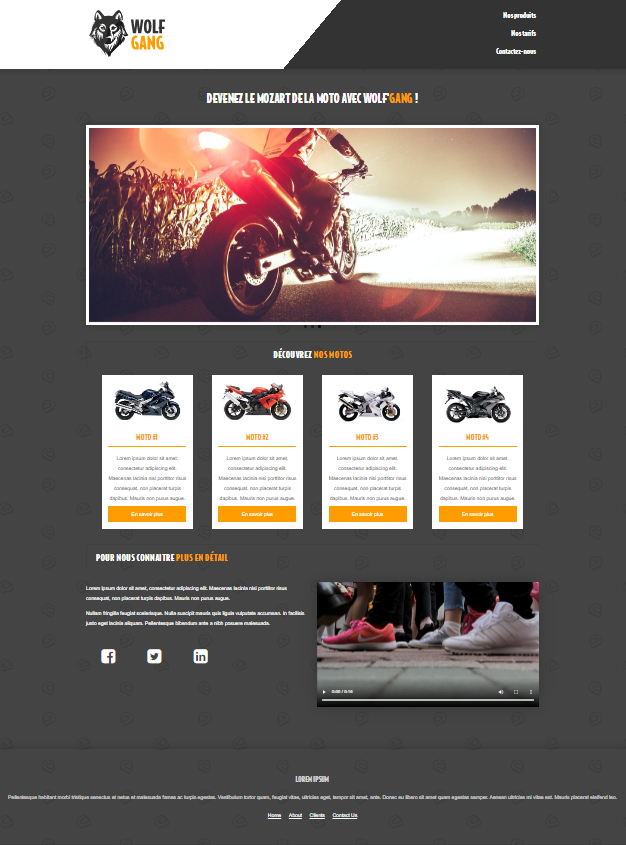 WOLF
GANG
Nos produits
Nos tarifs
Contactez-nous
DEVENEZ LE MOZART DE LA MOTO AVEC WOLF'GANG !
DÉCOUVREZ NOS MOTOS
MOTO #1
Lorem ipsum dolor sit amet,
consectetur adipiscing elit.
Maecenas lacinia nisi porttitor risus
consequat, non placerat turpis
dapibus. Mauris non purus augue.
En savoir plus
MOTO #2
Lorem ipsum dolor sit amet,
consectetur adipiscing elit.
Maecenas lacinia nisi porttitor risus
consequat, non placerat turpis
dapibus. Mauris non purus augue.
En savoir plus
MOTO #3
Lorem ipsum dolor sit amet,
consectetur adipiscing elit.
Maecenas lacinia nisi porttitor risus
consequat, non placerat turpis
dapibus. Mauris non purus augue.
En savoir plus
MOTO #4
Lorem ipsum dolor sit amet,
consectetur adipiscing elit.
Maecenas lacinia nisi porttitor risus
consequat, non placerat turpis
dapibus. Mauris non purus augue.
En savoir plus
POUR NOUS CONNAITRE PLUS EN DÉTAIL
Lorem ipsum dolor sit amet, consectetur adipiscing elit. Maecenas lacinia nisl porttitor risus
consequat, non placerat turpis dapibus. Mauris non purus augue.
Nullam fringilla feugiat scelerisque. Nulla suscipit mauris quis ligula vulputate accumsan. In facilisis
justo eget lacinia aliquam. Pellentesque bibendum ante a nibh posuere malesuada.
LOREM IPSUM
Pellentesque habitant morbi tristique senectus et netus et malesuada fames ac turpis egestas. Vestibulum tortor quam, feugiat vitae, ultricies eget, tempor sit amet, ante. Donec eu libero sit amet quam egestas semper. Aenean ultricies mi vitae est. Mauris placerat eleifend leo.
Home About Clients Contact Us